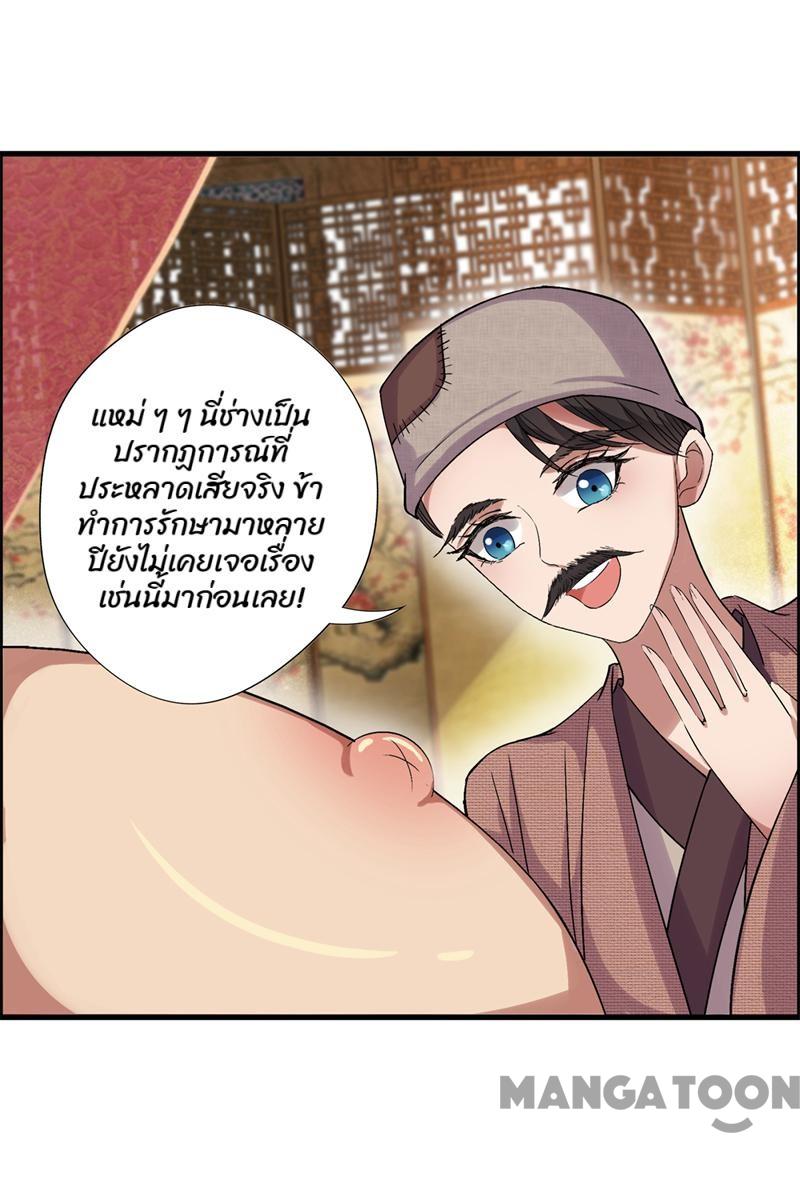 แหม่ ๆ ๆ นี่ช่างเป็น
ปรากฏการณ์ที่
ประหลาดเสียจริง ข้า
ทำการรักษามาหลาย
ปียังไม่เคยเจอเรื่อง
เช่นนี้มาก่อนเลย!
MANGA TOON